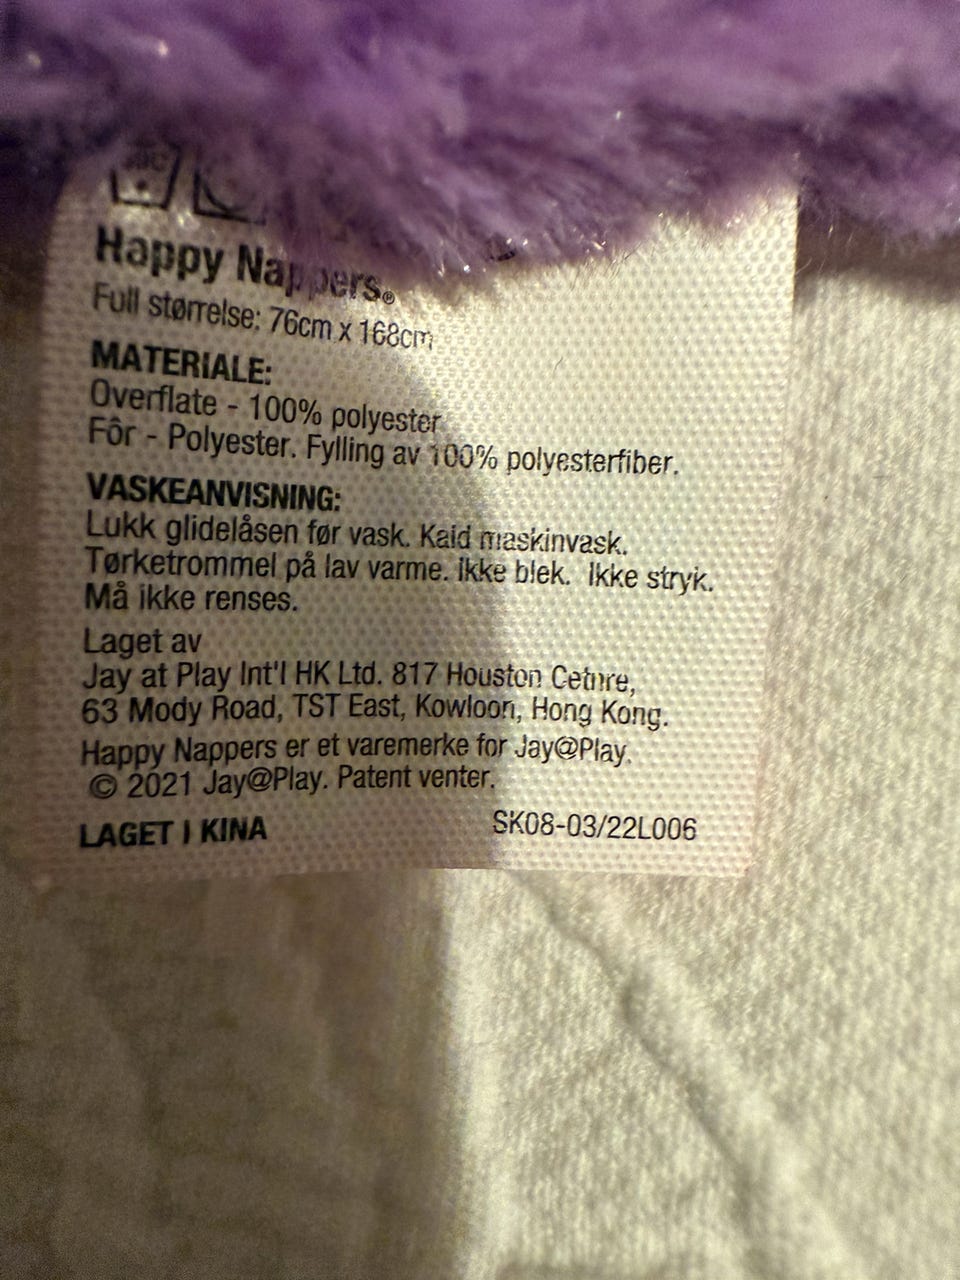 Happy Nappers®
Full størrelse: 76cm x 168cm
MATERIALE:
Overflate - 100% polyester
Fôr - Polyester. Fylling av 100% polyesterfiber.
VASKEANVISNING:
Lukk glidelåsen før vask. Kald maskinvask.
Tørketrommel på lav varme. Ikke blek. Ikke stryk.
Må ikke renses.
Laget av
Jay at Play Int'l HK Ltd. 817 Houston Cetnre,
63 Mody Road, TST East, Kowloon, Hong Kong.
Happy Nappers er et varemerke for Jay@Play.
© 2021 Jay@Play. Patent venter.
LAGET I KINA SK08-03/22L006